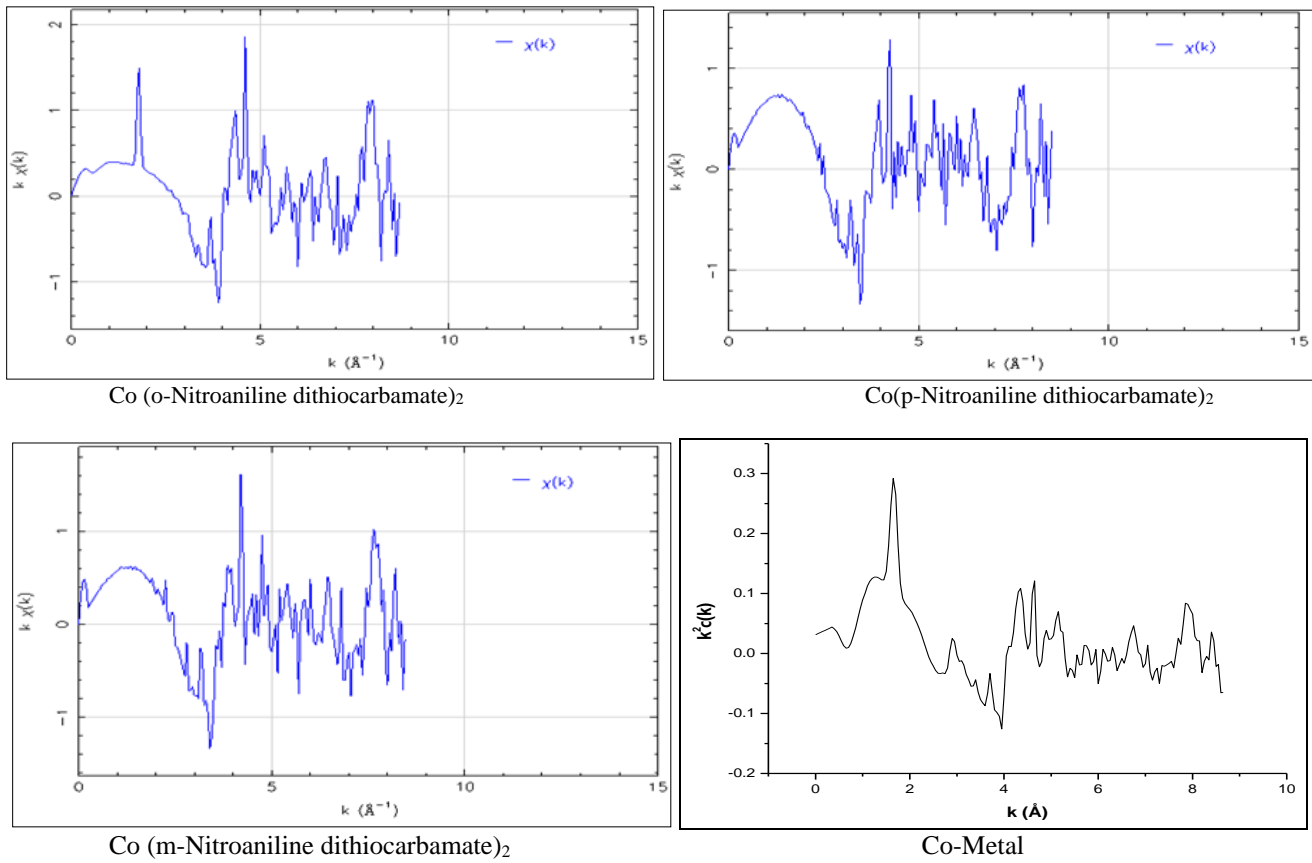 χ(k)
k χ(k)
2
1
0
−1
0
5
10
15
k (Å⁻¹)
Co (o-Nitroaniline dithiocarbamate)₂
χ(k)
k χ(k)
1
0
−1
0
5
10
15
k (Å⁻¹)
Co(p-Nitroaniline dithiocarbamate)₂
χ(k)
k χ(k)
1
0
−1
0
5
10
15
k (Å⁻¹)
Co (m-Nitroaniline dithiocarbamate)₂
k²c(k)
0.3
0.2
0.1
0.0
-0.1
-0.2
0
2
4
6
8
10
k (Å)
Co-Metal